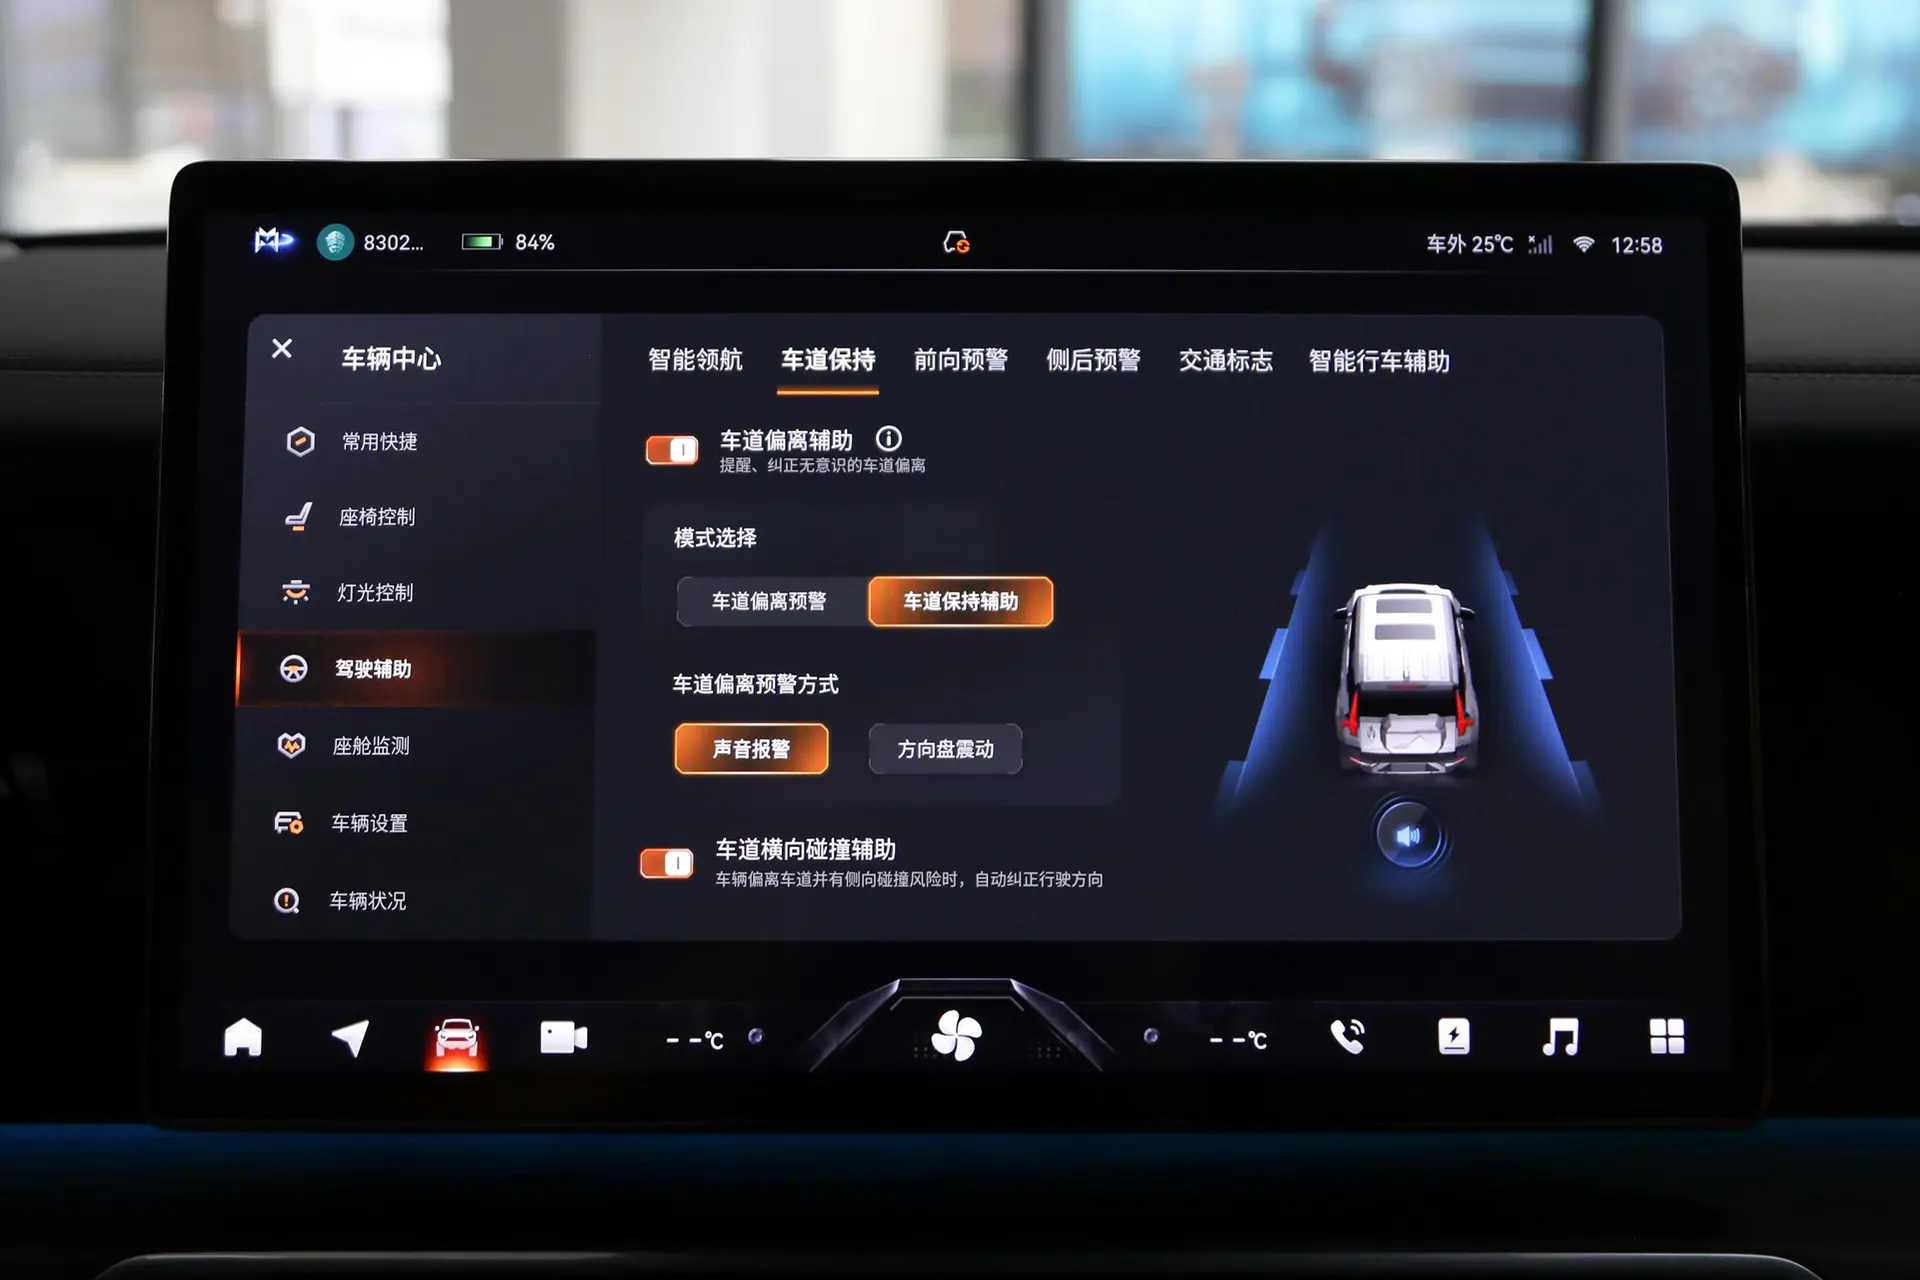 8302... 84% 车外 25℃ 12:58
车辆中心
常用快捷
座椅控制
灯光控制
驾驶辅助
座舱监测
车辆设置
车辆状况
智能领航 车道保持 前向预警 侧后预警 交通标志 智能行车辅助
车道偏离辅助
提醒、纠正无意识的车道偏离
模式选择
车道偏离预警 车道保持辅助
车道偏离预警方式
声音报警 方向盘震动
车道横向碰撞辅助
车辆偏离车道并有侧向碰撞风险时，自动纠正行驶方向
--℃ --℃